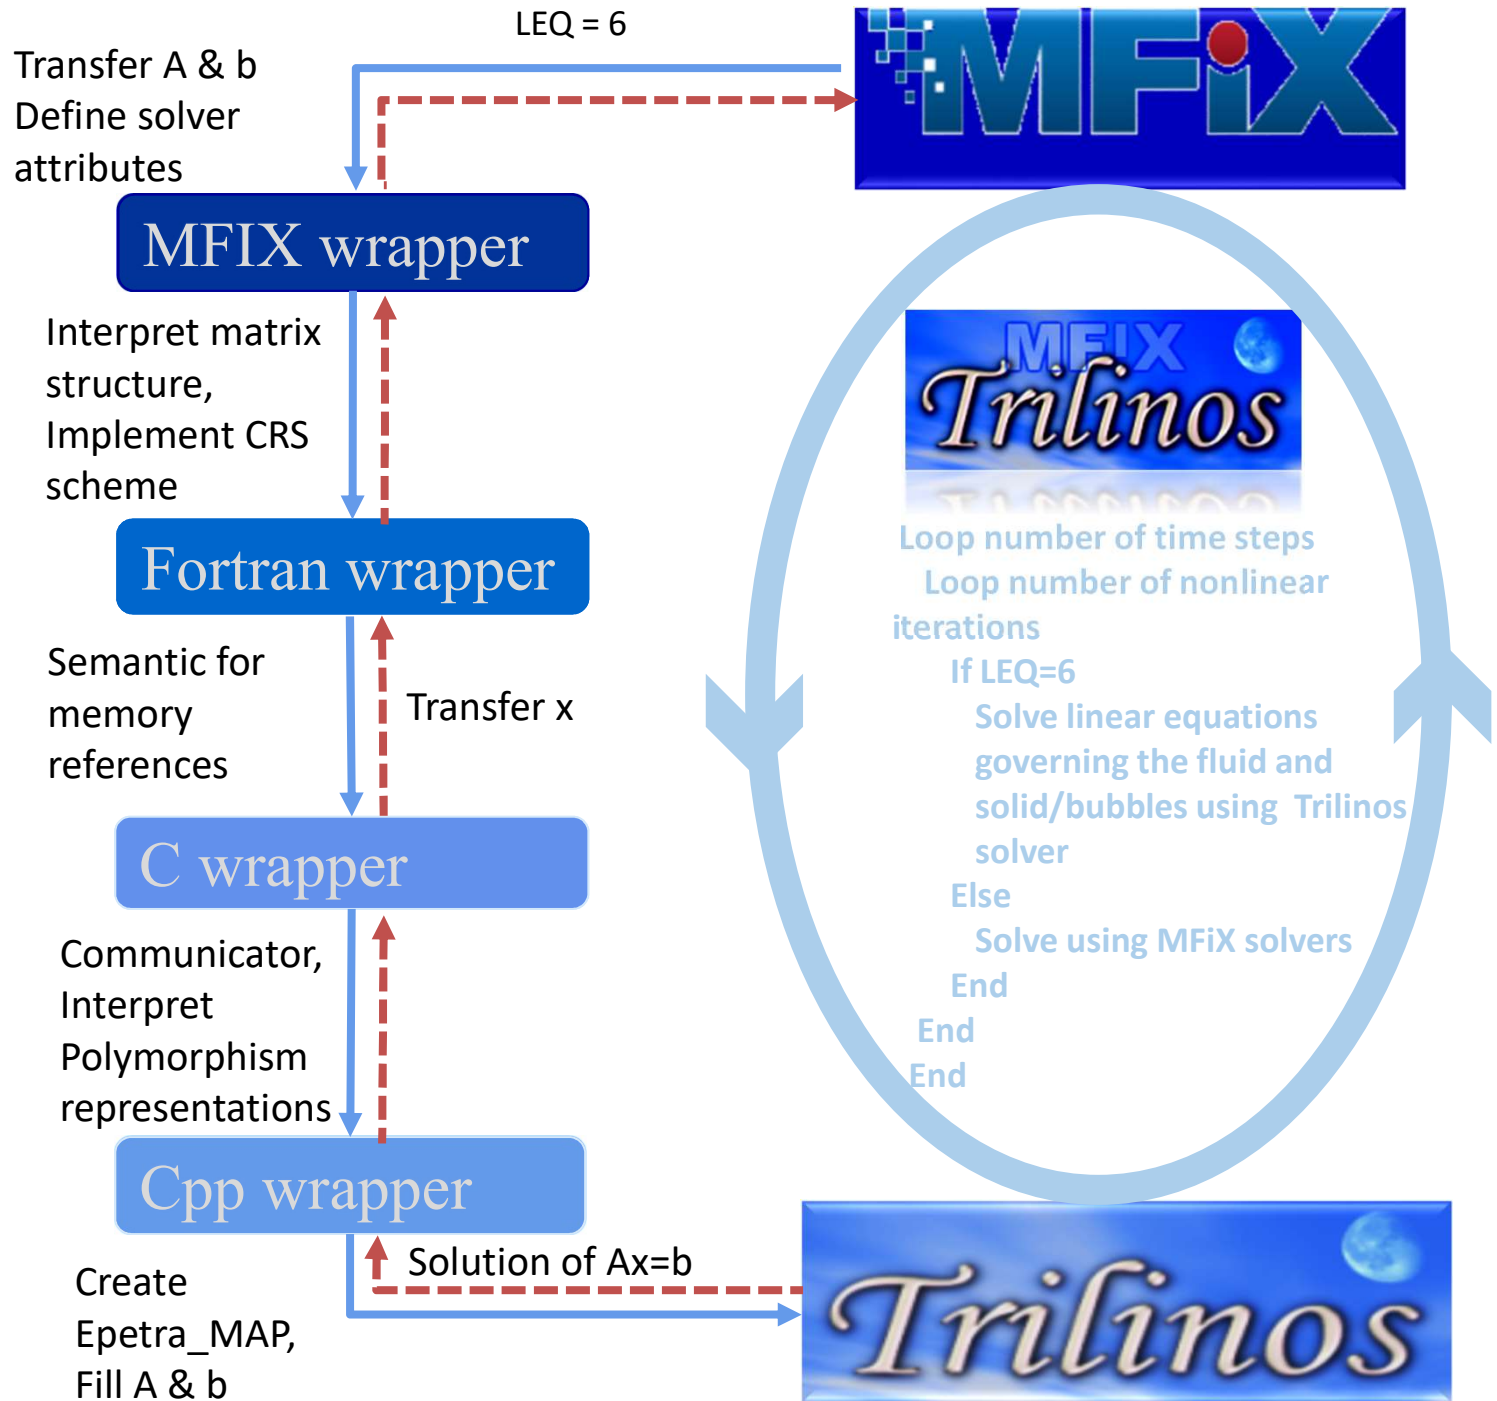 LEQ = 6
MFiX
Transfer A & b
Define solver
attributes
MFIX wrapper
Interpret matrix
structure,
Implement CRS
scheme
Fortran wrapper
Semantic for
memory
references
Transfer x
C wrapper
Communicator,
Interpret
Polymorphism
representations
Cpp wrapper
Solution of Ax=b
Create
Epetra_MAP,
Fill A & b
MFIX
Trilinos
Loop number of time steps
Loop number of nonlinear
iterations
If LEQ=6
Solve linear equations
governing the fluid and
solid/bubbles using Trilinos
solver
Else
Solve using MFiX solvers
End
End
End
Trilinos